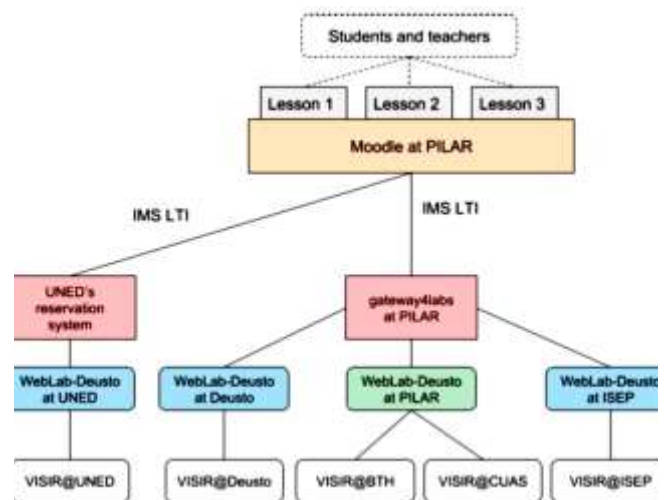 Students and teachers
Lesson 1
Lesson 2
Lesson 3
Moodle at PILAR
IMS LTI
IMS LTI
UNED's
reservation
system
gateway4labs
at PILAR
WebLab-Deusto
at UNED
WebLab-Deusto
at Deusto
WebLab-Deusto
at PILAR
WebLab-Deusto
at ISEP
VISIR@UNED
VISIR@Deusto
VISIR@BTH
VISIR@CUAS
VISIR@ISEP